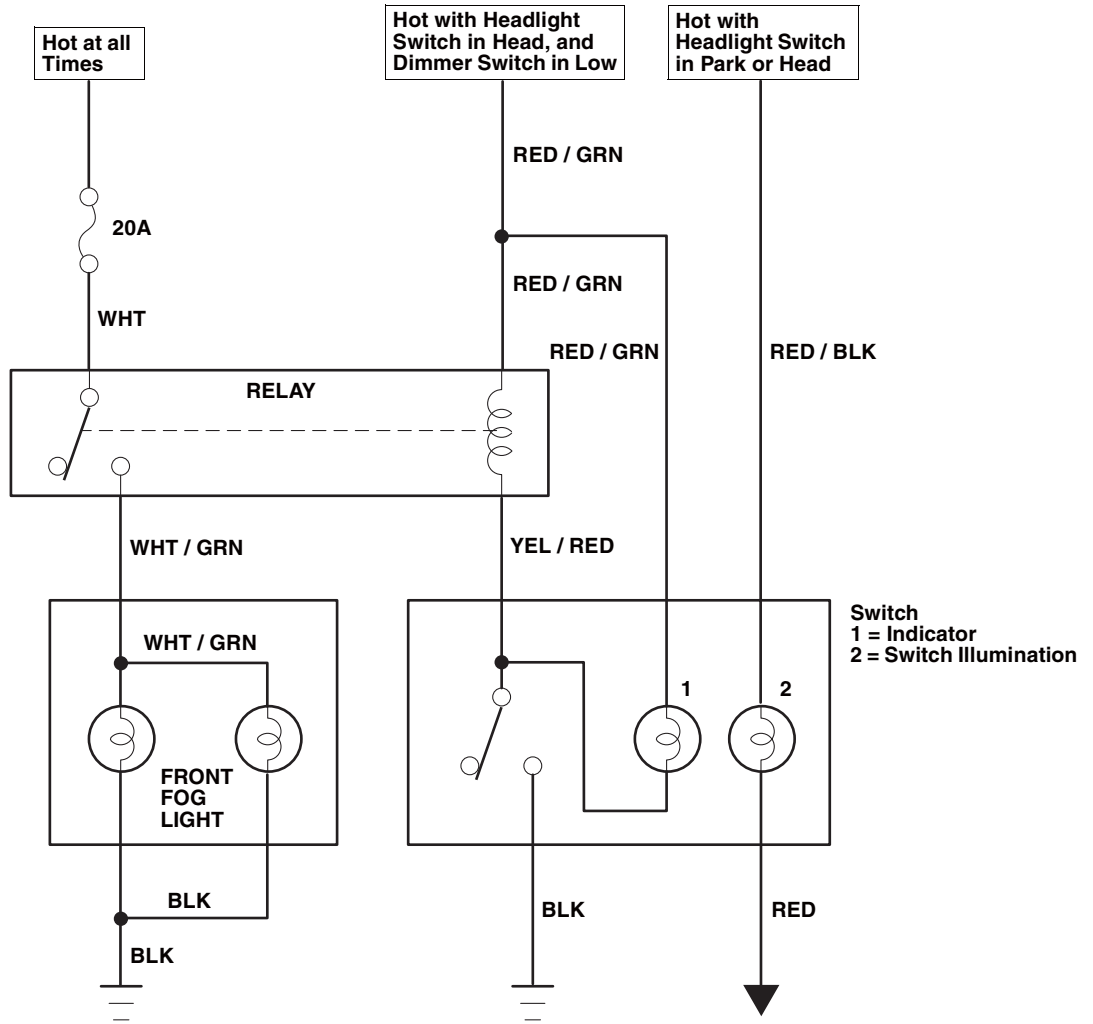 Hot at all
Times
Hot with Headlight
Switch in Head, and
Dimmer Switch in Low
Hot with
Headlight Switch
in Park or Head
RED / GRN
20A
RED / GRN
WHT
RED / GRN
RED / BLK
RELAY
WHT / GRN
YEL / RED
Switch
1 = Indicator
2 = Switch Illumination
WHT / GRN
1
2
FRONT
FOG
LIGHT
BLK
BLK
RED
BLK